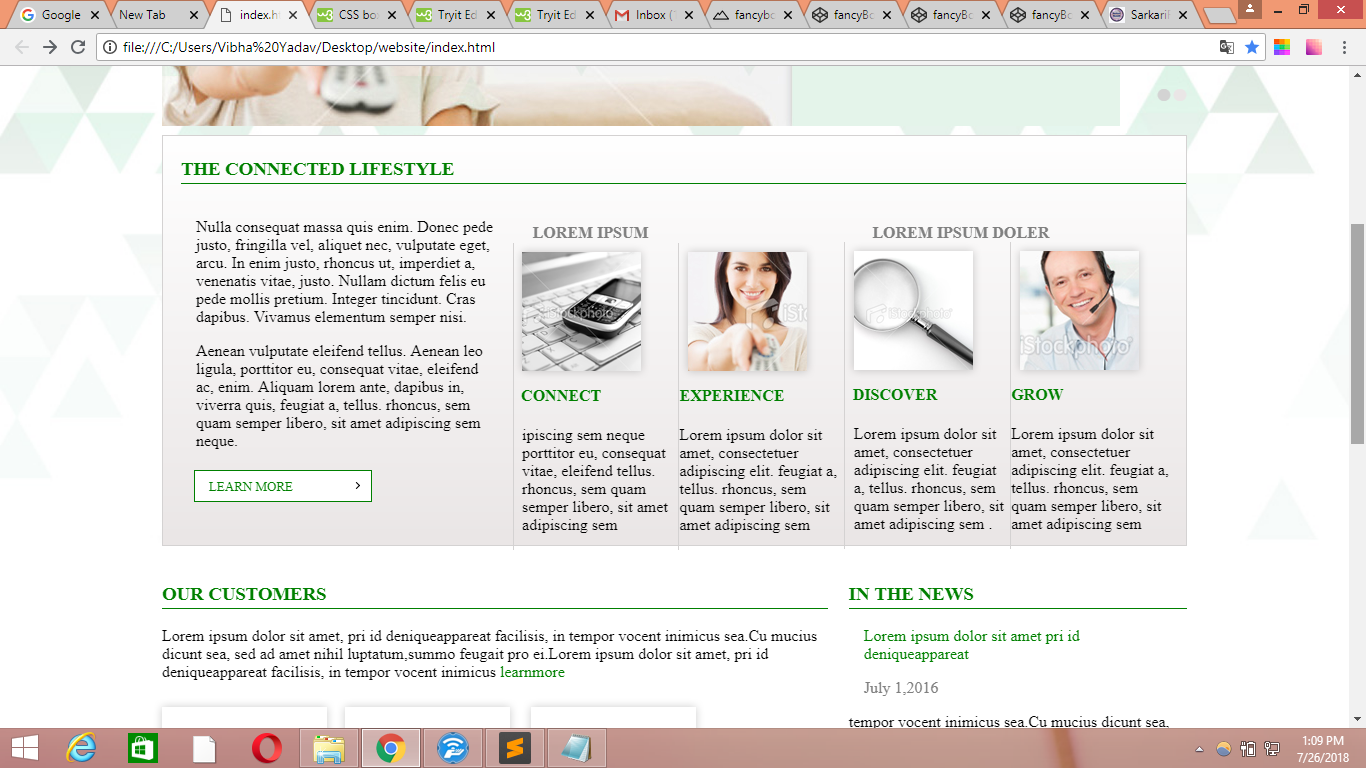 Google
New Tab
index.h
CSS bo
Tryit Ed
Tryit Ed
Inbox (
fancybo
fancyBo
fancyBo
fancyBo
SarkariR
file:///C:/Users/Vibha%20Yadav/Desktop/website/index.html
THE CONNECTED LIFESTYLE
Nulla consequat massa quis enim. Donec pede
justo, fringilla vel, aliquet nec, vulputate eget,
arcu. In enim justo, rhoncus ut, imperdiet a,
venenatis vitae, justo. Nullam dictum felis eu
pede mollis pretium. Integer tincidunt. Cras
dapibus. Vivamus elementum semper nisi.
Aenean vulputate eleifend tellus. Aenean leo
ligula, porttitor eu, consequat vitae, eleifend
ac, enim. Aliquam lorem ante, dapibus in,
viverra quis, feugiat a, tellus. rhoncus, sem
quam semper libero, sit amet adipiscing sem
neque.
LEARN MORE
LOREM IPSUM
iStockphoto
iSt
CONNECT
ipiscing sem neque
porttitor eu, consequat
vitae, eleifend tellus.
rhoncus, sem quam
semper libero, sit amet
adipiscing sem
EXPERIENCE
Lorem ipsum dolor sit
amet, consectetuer
adipiscing elit. feugiat a,
tellus. rhoncus, sem
quam semper libero, sit
amet adipiscing sem
LOREM IPSUM DOLER
iStockphoto
iStockphoto
DISCOVER
Lorem ipsum dolor sit
amet, consectetuer
adipiscing elit. feugiat
a, tellus. rhoncus, sem
quam semper libero, sit
amet adipiscing sem .
GROW
Lorem ipsum dolor sit
amet, consectetuer
adipiscing elit. feugiat a,
tellus. rhoncus, sem
quam semper libero, sit
amet adipiscing sem
OUR CUSTOMERS
Lorem ipsum dolor sit amet, pri id deniqueappareat facilisis, in tempor vocent inimicus sea.Cu mucius
dicunt sea, sed ad amet nihil luptatum,summo feugait pro ei.Lorem ipsum dolor sit amet, pri id
deniqueappareat facilisis, in tempor vocent inimicus learnmore
IN THE NEWS
Lorem ipsum dolor sit amet pri id
deniqueappareat
July 1,2016
tempor vocent inimicus sea.Cu mucius dicunt sea,
1:09 PM
7/26/2018